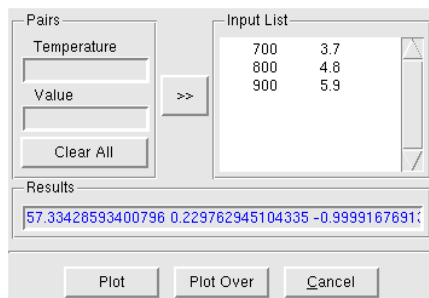 Pairs
Temperature
Value
>>
Clear All
Input List
700 3.7
800 4.8
900 5.9
Results
57.33428593400796 0.229762945104335 -0.99991676913
Plot
Plot Over
Cancel